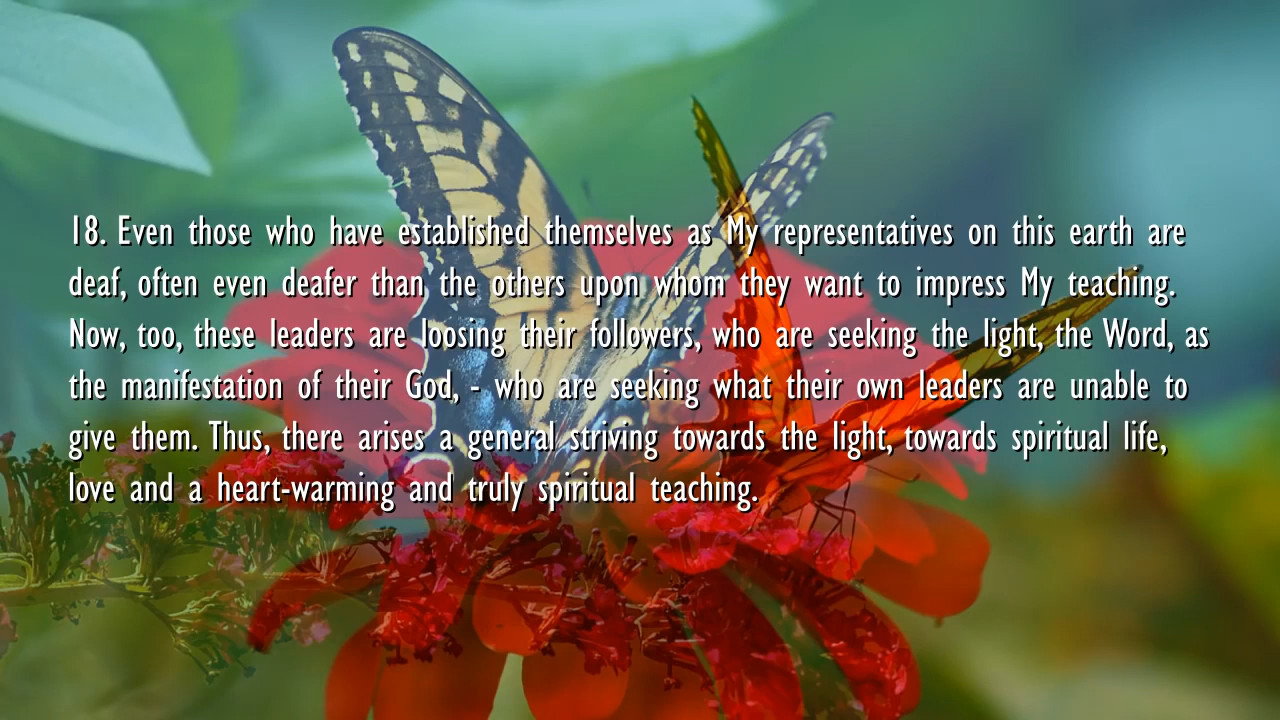 18. Even those who have established themselves as My representatives on this earth are
deaf, often even deafer than the others upon whom they want to impress My teaching.
Now, too, these leaders are loosing their followers, who are seeking the light, the Word, as
the manifestation of their God, - who are seeking what their own leaders are unable to
give them. Thus, there arises a general striving towards the light, towards spiritual life,
love and a heart-warming and truly spiritual teaching.